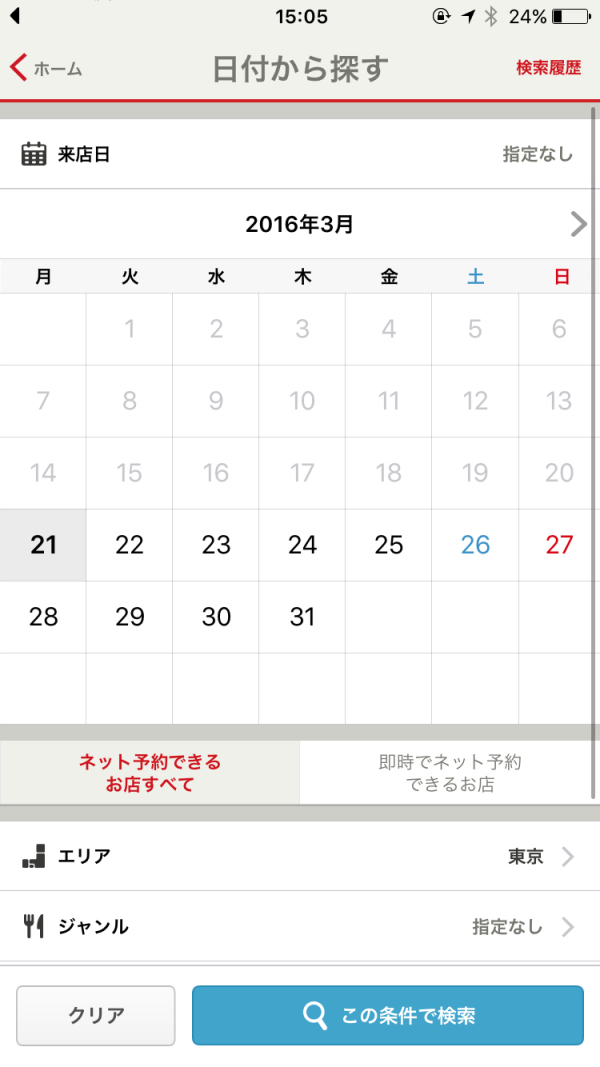 15:05
24%
ホーム
日付から探す
検索履歴
来店日
指定なし
2016年3月
月 火 水 木 金 土 日
1 2 3 4 5 6
7 8 9 10 11 12 13
14 15 16 17 18 19 20
21 22 23 24 25 26 27
28 29 30 31
ネット予約できる
お店すべて
即時でネット予約
できるお店
エリア
東京
ジャンル
指定なし
クリア
この条件で検索